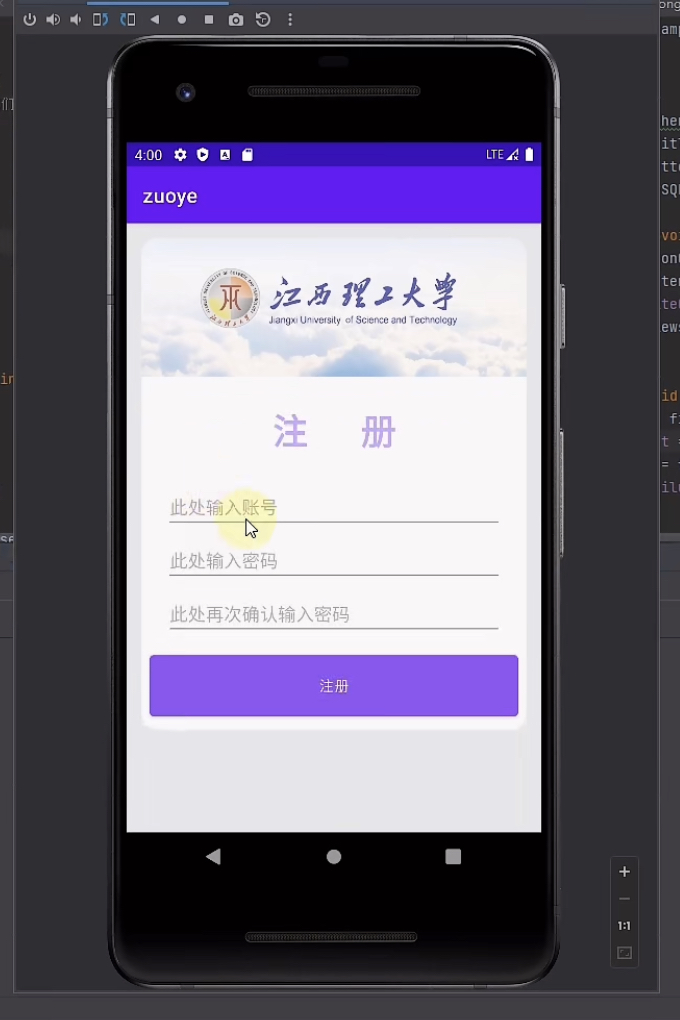 4:00
LTE
zuoye
江西理工大学
Jiangxi University of Science and Technology
注 册
此处输入账号
此处输入密码
此处再次确认输入密码
注册
1:1